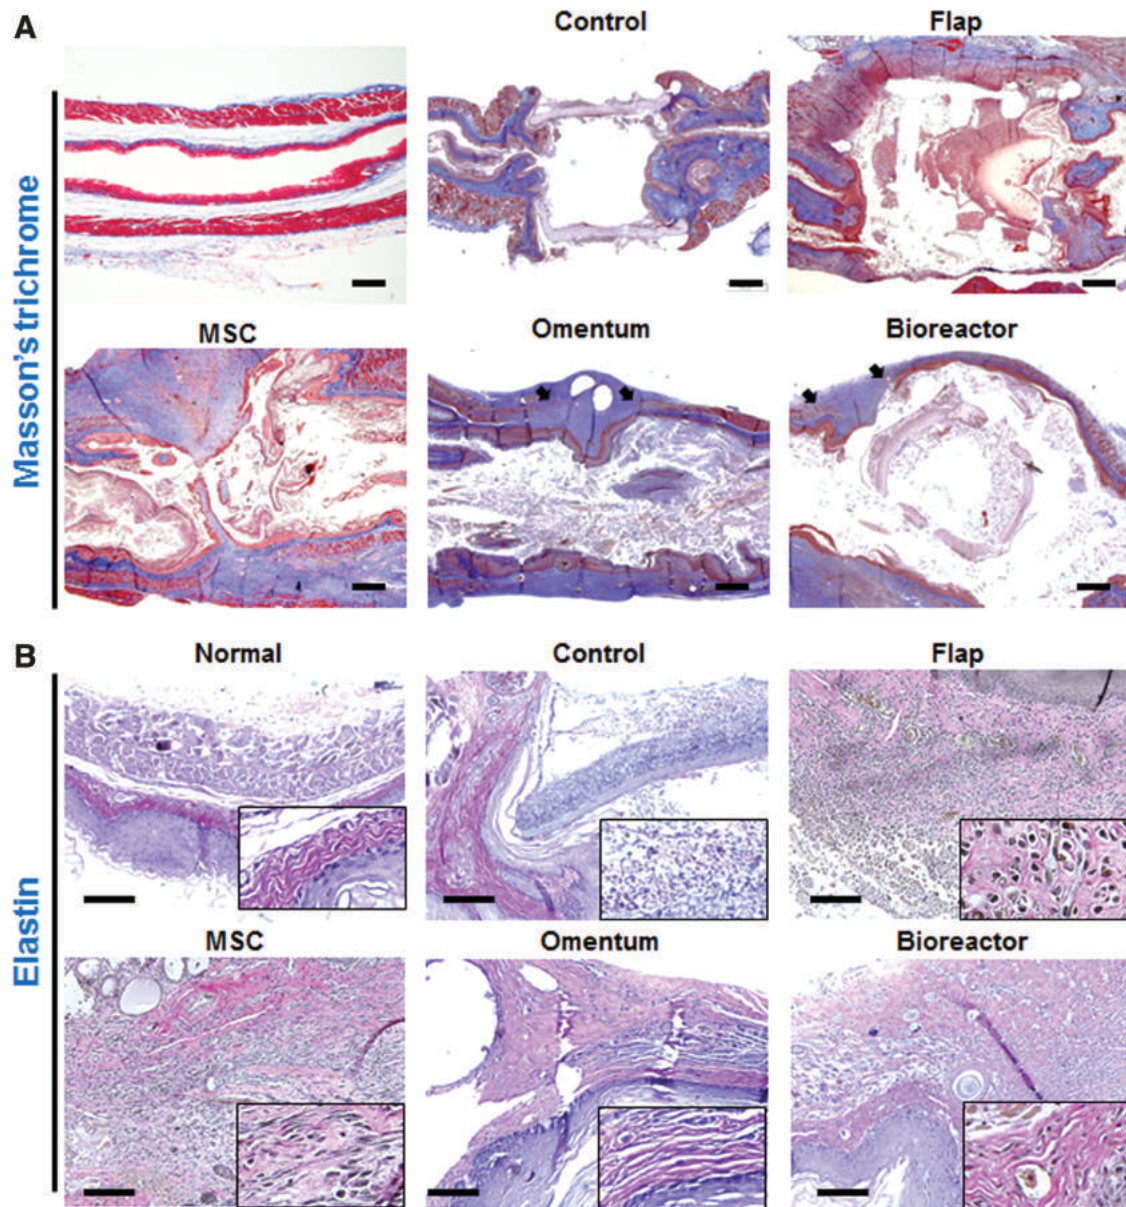 A
Control
Flap
Masson's trichrome
MSC
Omentum
Bioreactor
B
Normal
Control
Flap
Elastin
MSC
Omentum
Bioreactor